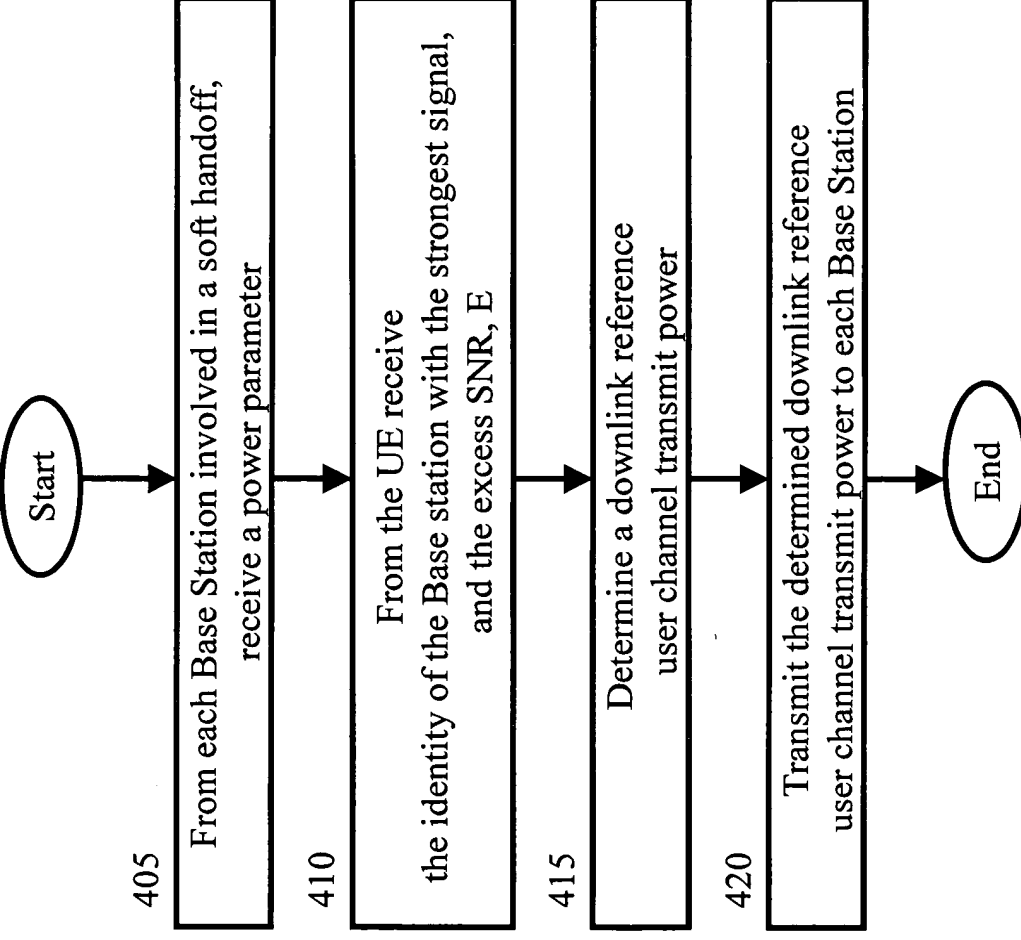 Start
405
From each Base Station involved in a soft handoff,
receive a power parameter
410
From the UE receive
the identity of the Base station with the strongest signal,
and the excess SNR, E
415
Determine a downlink reference
user channel transmit power
420
Transmit the determined downlink reference
user channel transmit power to each Base Station
End